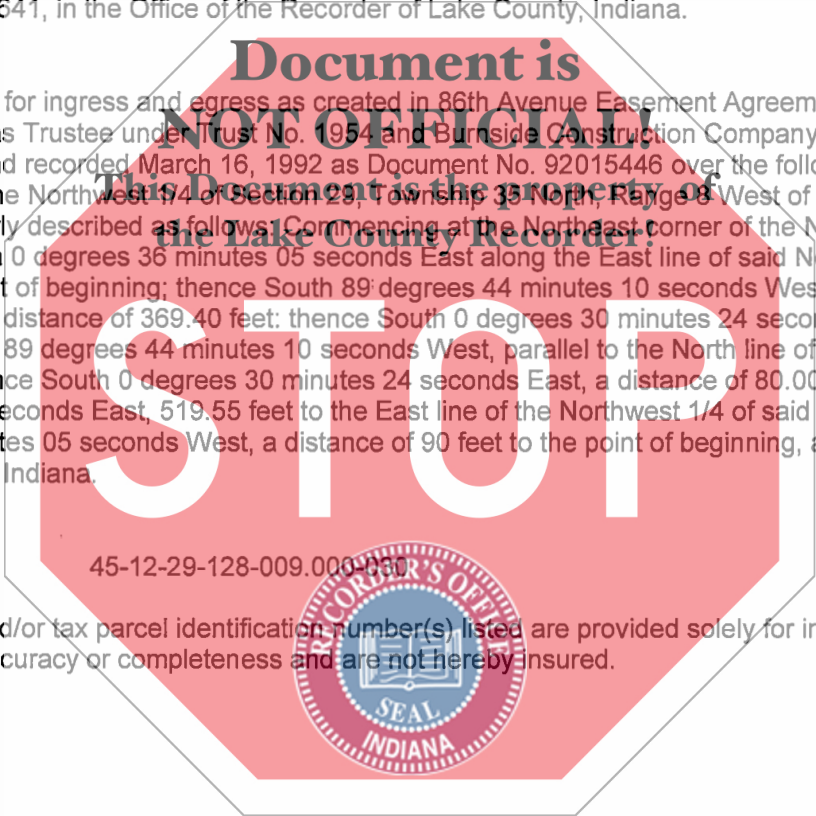 641, in the Office of the Recorder of Lake County, Indiana.
Document is
for ingress and egress as created in 86th Avenue Easement Agreem
s Trustee under Trust No. 1954 and Burnside Construction Company
NOT OFFICIAL!
d recorded March 16, 1992 as Document No. 92015446 over the follo
e Northwest 1/4 of Section 29, Township 35 North, Range 8 West of
This Document is the property of
ly described as follows: Commencing at the Northeast corner of the N
the Lake County Recorder!
0 degrees 36 minutes 05 seconds East along the East line of said N
t of beginning; thence South 89 degrees 44 minutes 10 seconds Wes
distance of 369.40 feet: thence South 0 degrees 30 minutes 24 seco
89 degrees 44 minutes 10 seconds West, parallel to the North line of
ce South 0 degrees 30 minutes 24 seconds East, a distance of 80.00
econds East, 519.55 feet to the East line of the Northwest 1/4 of said
tes 05 seconds West, a distance of 90 feet to the point of beginning, a
Indiana.
STOP
45-12-29-128-009.000-030
RECORDER'S OFFICE
d/or tax parcel identification number(s) listed are provided solely for in
curacy or completeness and are not hereby insured.
SEAL
INDIANA